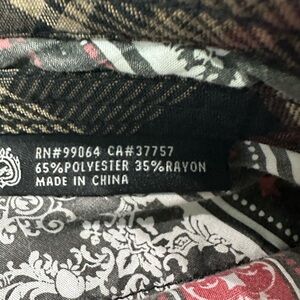 RN#99064 CA#37757
65%POLYESTER 35%RAYON
MADE IN CHINA